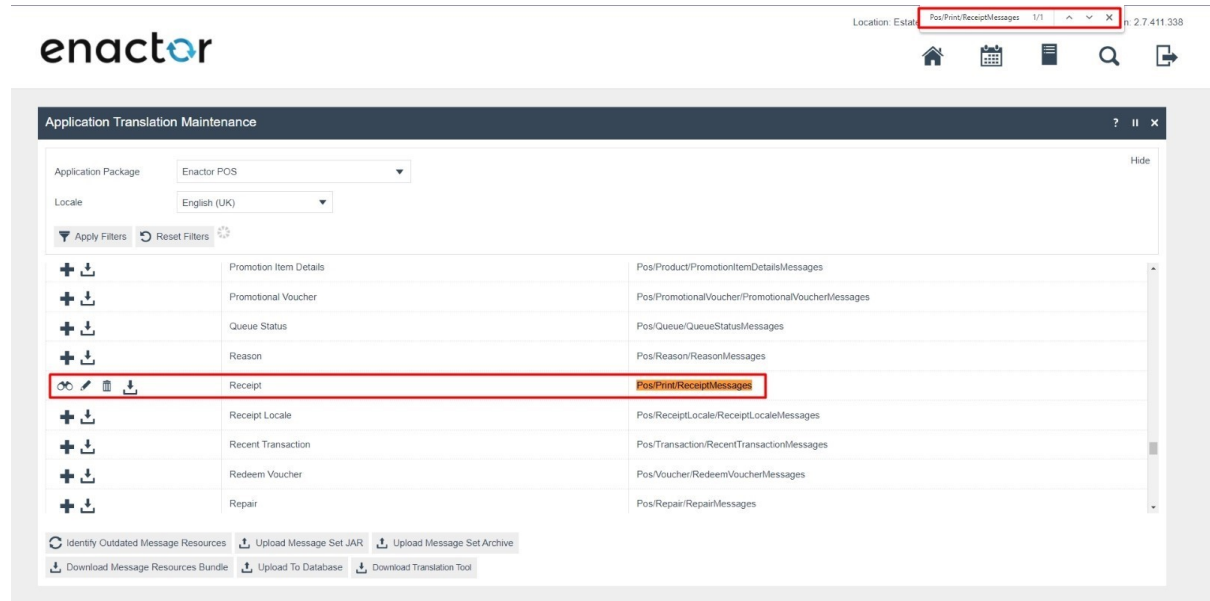 Location: Estate
Pos/Print/ReceiptMessages 1/1
n: 2.7.411.338
enactor
Application Translation Maintenance
Hide
Application Package Enactor POS
Locale English (UK)
Apply Filters Reset Filters
Promotion Item Details Pos/Product/PromotionItemDetailsMessages
Promotional Voucher Pos/PromotionalVoucher/PromotionalVoucherMessages
Queue Status Pos/Queue/QueueStatusMessages
Reason Pos/Reason/ReasonMessages
Receipt Pos/Print/ReceiptMessages
Receipt Locale Pos/ReceiptLocale/ReceiptLocaleMessages
Recent Transaction Pos/Transaction/RecentTransactionMessages
Redeem Voucher Pos/Voucher/RedeemVoucherMessages
Repair Pos/Repair/RepairMessages
Identify Outdated Message Resources Upload Message Set JAR Upload Message Set Archive
Download Message Resources Bundle Upload To Database Download Translation Tool